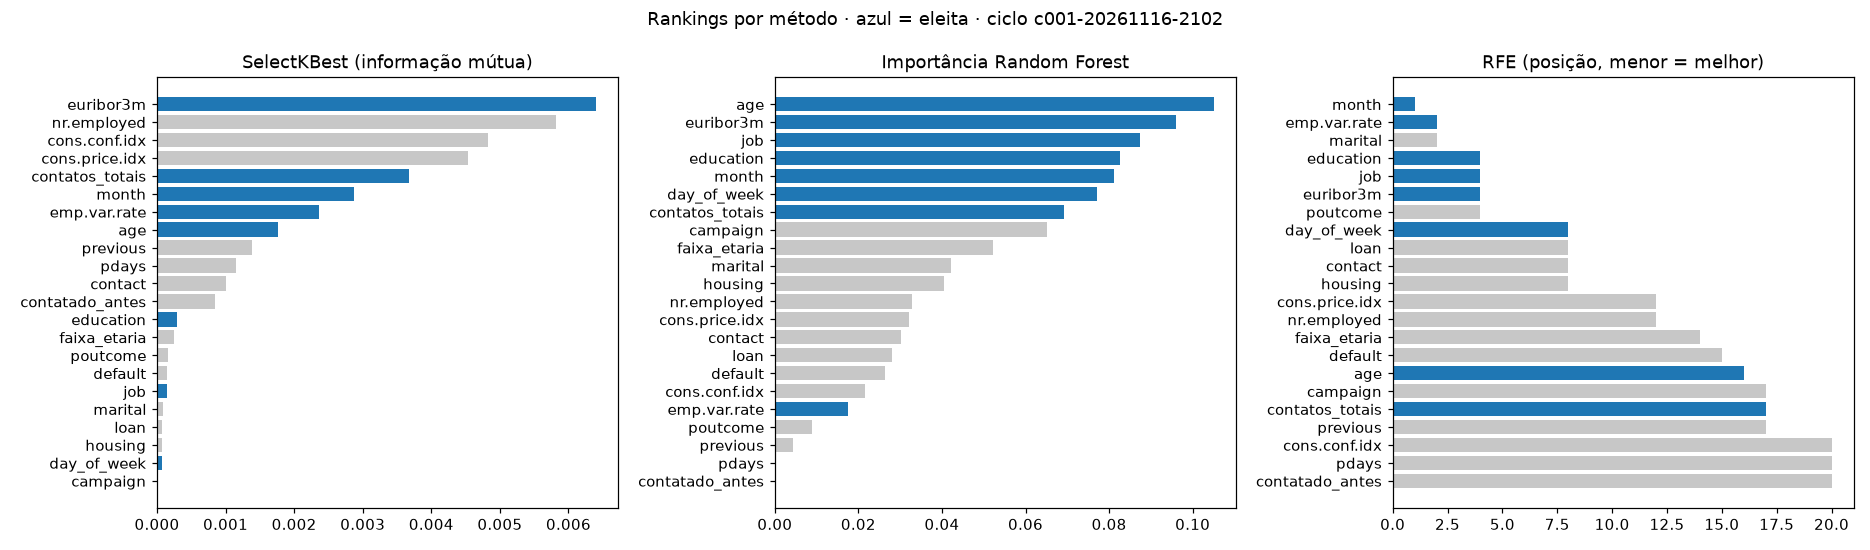 Rankings por método · azul = eleita · ciclo c001-20261116-2102
SelectKBest (informação mútua)
euribor3m
nr.employed
cons.conf.idx
cons.price.idx
contatos_totais
month
emp.var.rate
age
previous
pdays
contact
contatado_antes
education
faixa_etaria
poutcome
default
job
marital
loan
housing
day_of_week
campaign
0.000 0.001 0.002 0.003 0.004 0.005 0.006
Importância Random Forest
age
euribor3m
job
education
month
day_of_week
contatos_totais
campaign
faixa_etaria
marital
housing
nr.employed
cons.price.idx
contact
loan
default
cons.conf.idx
emp.var.rate
poutcome
previous
pdays
contatado_antes
0.00 0.02 0.04 0.06 0.08 0.10
RFE (posição, menor = melhor)
month
emp.var.rate
marital
education
job
euribor3m
poutcome
day_of_week
loan
contact
housing
cons.price.idx
nr.employed
faixa_etaria
default
age
campaign
contatos_totais
previous
cons.conf.idx
pdays
contatado_antes
0.0 2.5 5.0 7.5 10.0 12.5 15.0 17.5 20.0